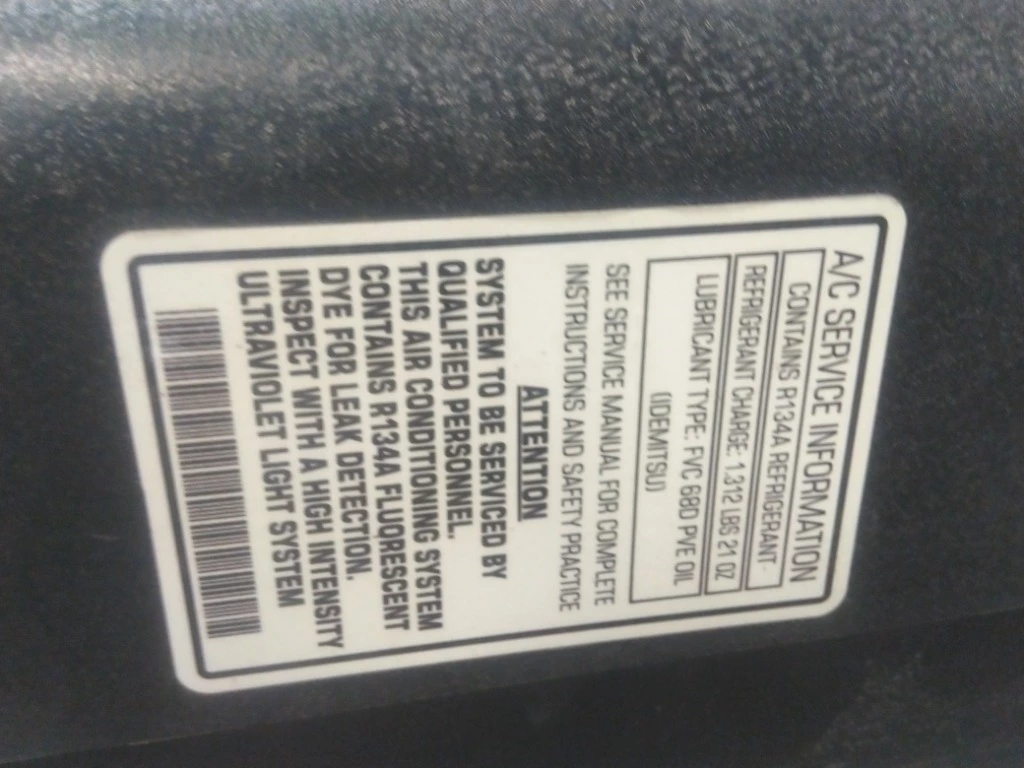 A/C SERVICE INFORMATION
CONTAINS R134A REFRIGERANT
REFRIGERANT CHARGE: 1.312 LBS 21 OZ
LUBRICANT TYPE: FVC 68D PVE OIL
(IDEMITSU)
SEE SERVICE MANUAL FOR COMPLETE
INSTRUCTIONS AND SAFETY PRACTICE
ATTENTION
SYSTEM TO BE SERVICED BY
QUALIFIED PERSONNEL.
THIS AIR CONDITIONING SYSTEM
CONTAINS R134A FLUORESCENT
DYE FOR LEAK DETECTION.
INSPECT WITH A HIGH INTENSITY
ULTRAVIOLET LIGHT SYSTEM